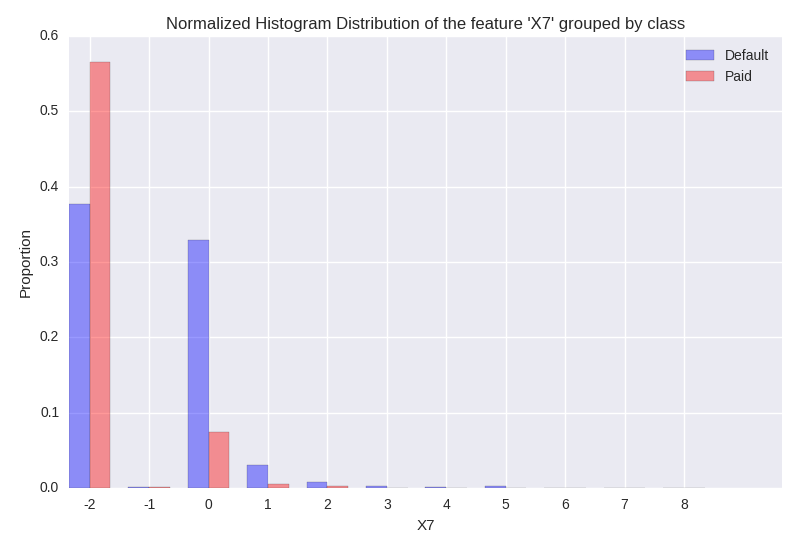 Normalized Histogram Distribution of the feature 'X7' grouped by class
Default
Paid
0.6
0.5
0.4
0.3
0.2
0.1
0.0
Proportion
-2 -1 0 1 2 3 4 5 6 7 8
X7